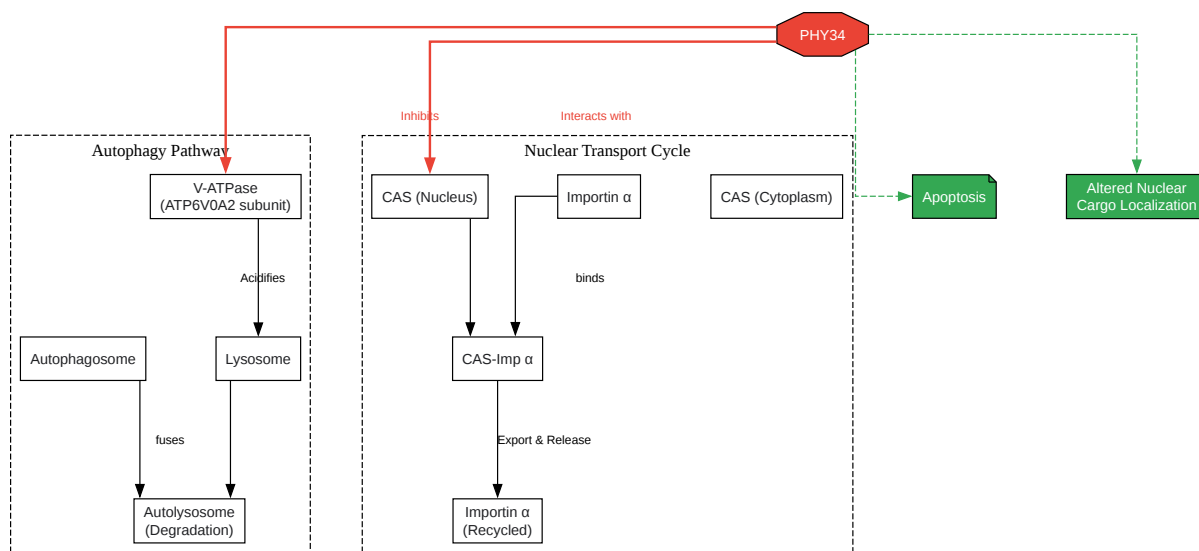 PHY34
Inhibits
Interacts with
Autophagy Pathway
Nuclear Transport Cycle
V-ATPase
(ATP6V0A2 subunit)
CAS (Nucleus)
Importin α
CAS (Cytoplasm)
Apoptosis
Altered Nuclear
Cargo Localization
Acidifies
binds
Autophagosome
Lysosome
CAS-Imp α
fuses
Export & Release
Autolysosome
(Degradation)
Importin α
(Recycled)